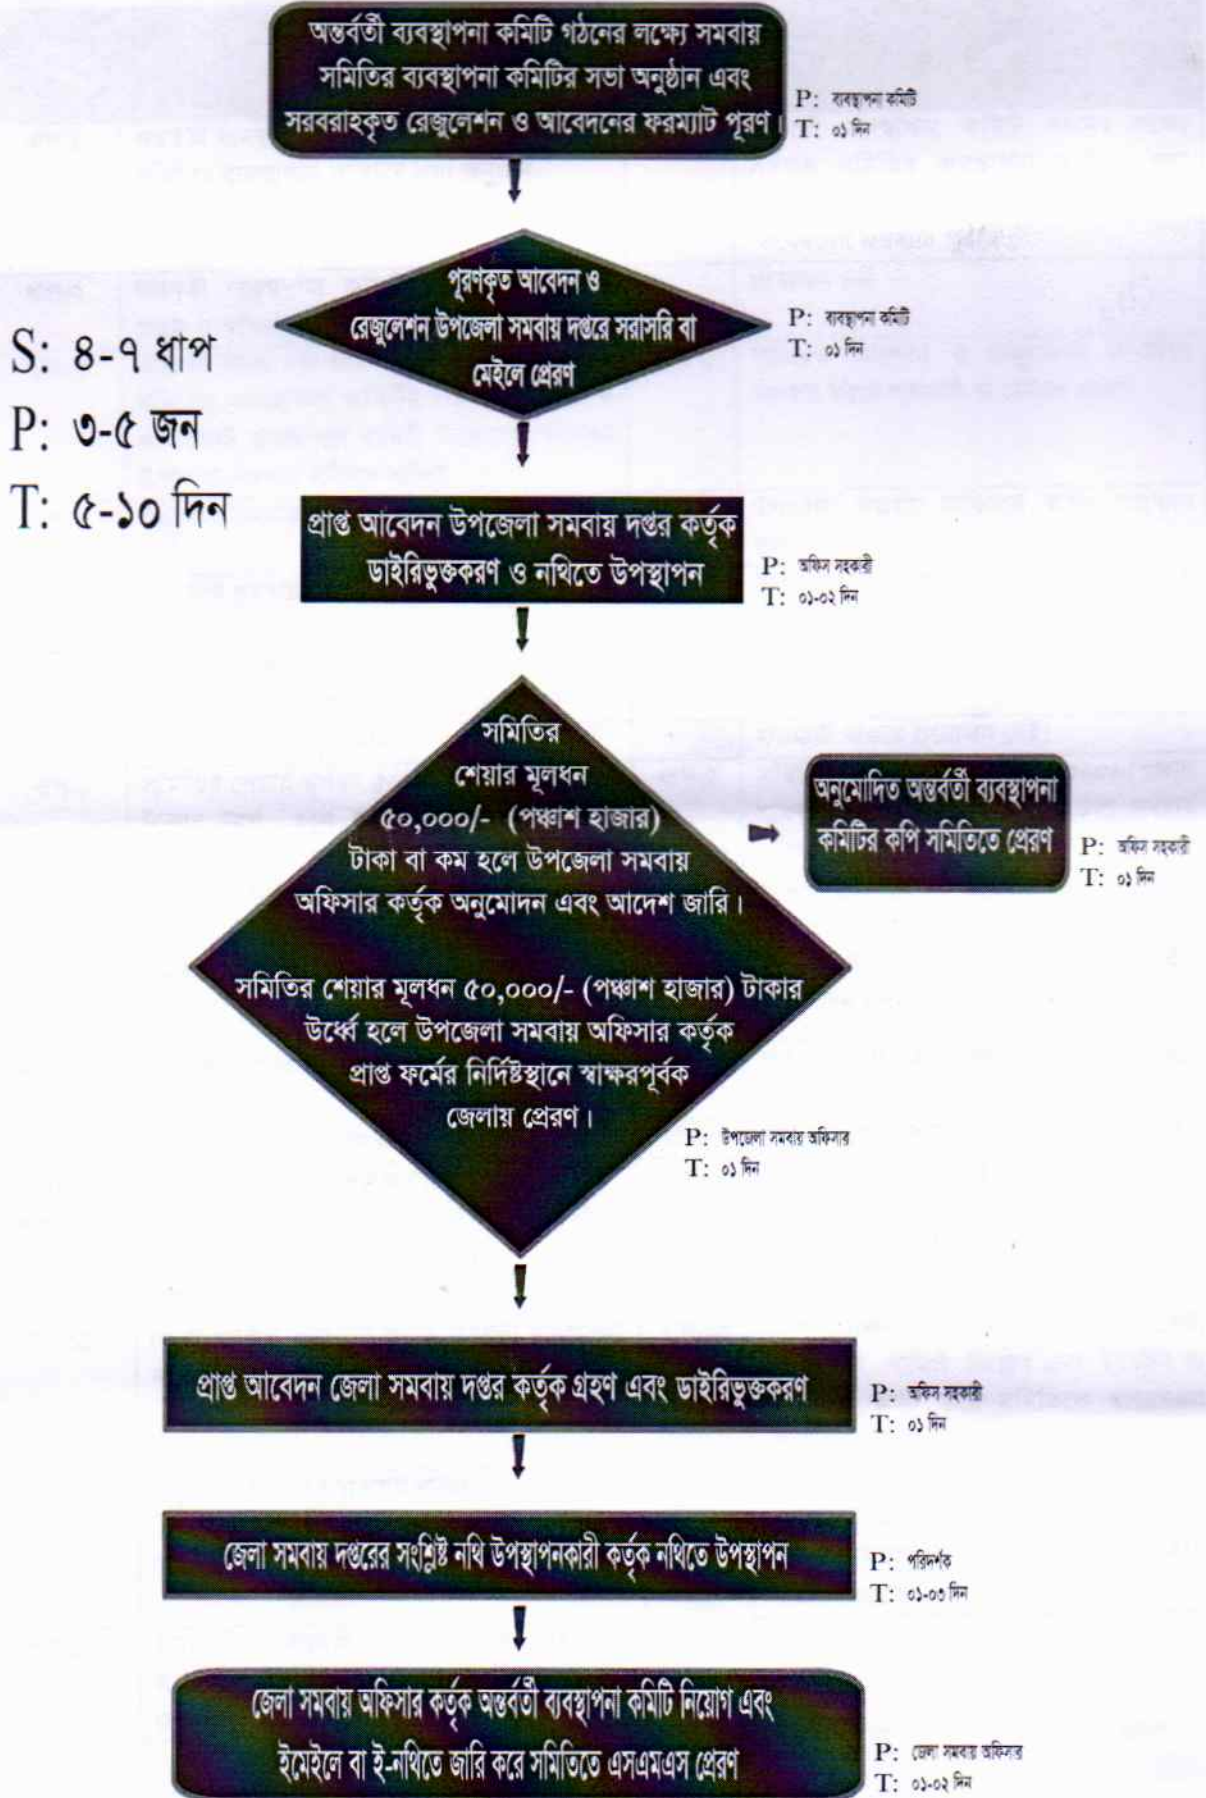 অন্তর্বর্তী ব্যবস্থাপনা কমিটি গঠনের লক্ষ্যে সমবায়
সমিতির ব্যবস্থাপনা কমিটির সভা অনুষ্ঠান এবং
সরবরাহকৃত রেজুলেশন ও আবেদনের ফরম্যাট পূরণ।
P: ব্যবস্থাপনা কমিটি
T: ০১ দিন
পূরণকৃত আবেদন ও
রেজুলেশন উপজেলা সমবায় দপ্তরে সরাসরি বা
মেইলে প্রেরণ
P: ব্যবস্থাপনা কমিটি
T: ০১ দিন
S: ৪-৭ ধাপ
P: ৩-৫ জন
T: ৫-১০ দিন
প্রাপ্ত আবেদন উপজেলা সমবায় দপ্তর কর্তৃক
ডাইরিভুক্তকরণ ও নথিতে উপস্থাপন
P: অফিস সহকারী
T: ০১-০২ দিন
সমিতির
শেয়ার মূলধন
৫০,০০০/- (পঞ্চাশ হাজার)
টাকা বা কম হলে উপজেলা সমবায়
অফিসার কর্তৃক অনুমোদন এবং আদেশ জারি।
সমিতির শেয়ার মূলধন ৫০,০০০/- (পঞ্চাশ হাজার) টাকার
উর্ধ্বে হলে উপজেলা সমবায় অফিসার কর্তৃক
প্রাপ্ত ফর্মের নির্দিষ্টস্থানে স্বাক্ষরপূর্বক
জেলায় প্রেরণ।
P: উপজেলা সমবায় অফিসার
T: ০১ দিন
অনুমোদিত অন্তর্বর্তী ব্যবস্থাপনা
কমিটির কপি সমিতিতে প্রেরণ
P: অফিস সহকারী
T: ০১ দিন
প্রাপ্ত আবেদন জেলা সমবায় দপ্তর কর্তৃক গ্রহণ এবং ডাইরিভুক্তকরণ
P: অফিস সহকারী
T: ০১ দিন
জেলা সমবায় দপ্তরের সংশ্লিষ্ট নথি উপস্থাপনকারী কর্তৃক নথিতে উপস্থাপন
P: পরিদর্শক
T: ০১-০৩ দিন
জেলা সমবায় অফিসার কর্তৃক অন্তর্বর্তী ব্যবস্থাপনা কমিটি নিয়োগ এবং
ইমেইলে বা ই-নথিতে জারি করে সমিতিতে এসএমএস প্রেরণ
P: জেলা সমবায় অফিসার
T: ০১-০২ দিন